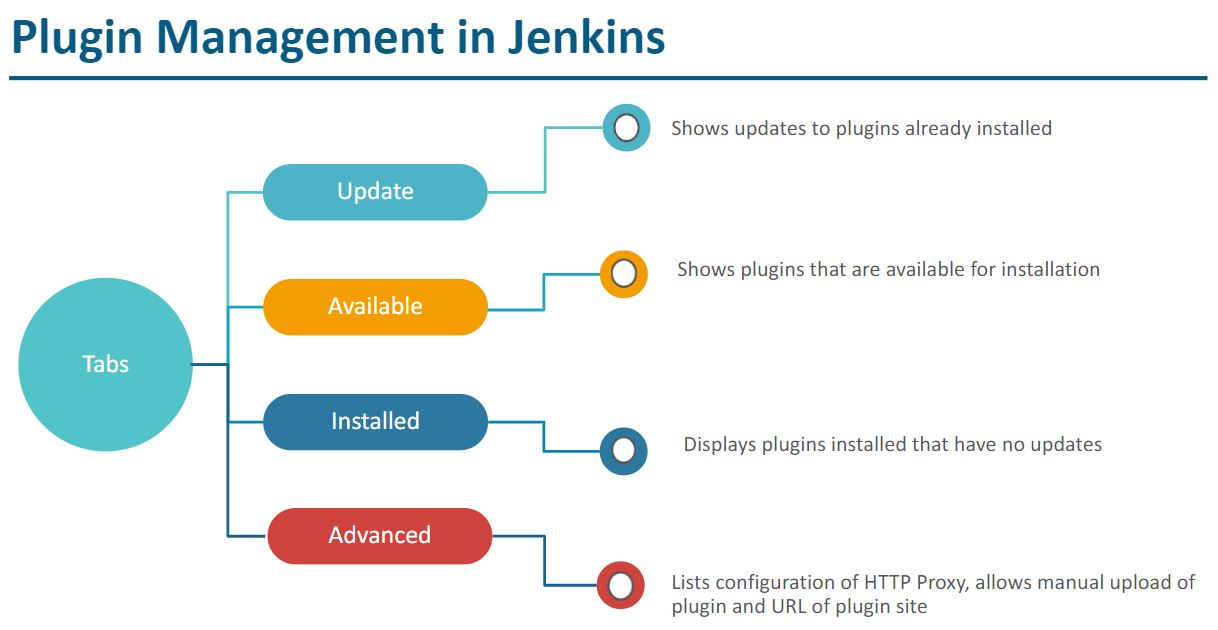 Plugin Management in Jenkins
Tabs
Update
Shows updates to plugins already installed
Available
Shows plugins that are available for installation
Installed
Displays plugins installed that have no updates
Advanced
Lists configuration of HTTP Proxy, allows manual upload of
plugin and URL of plugin site